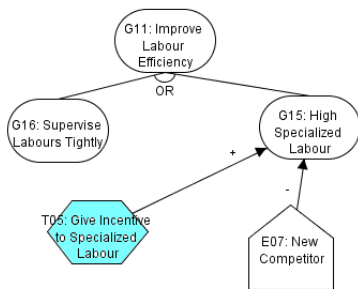 G11: Improve
Labour
Efficiency
OR
G16: Supervise
Labours Tightly
G15: High
Specialized
Labour
+
-
T05: Give Incentive
to Specialized
Labour
E07: New
Competitor